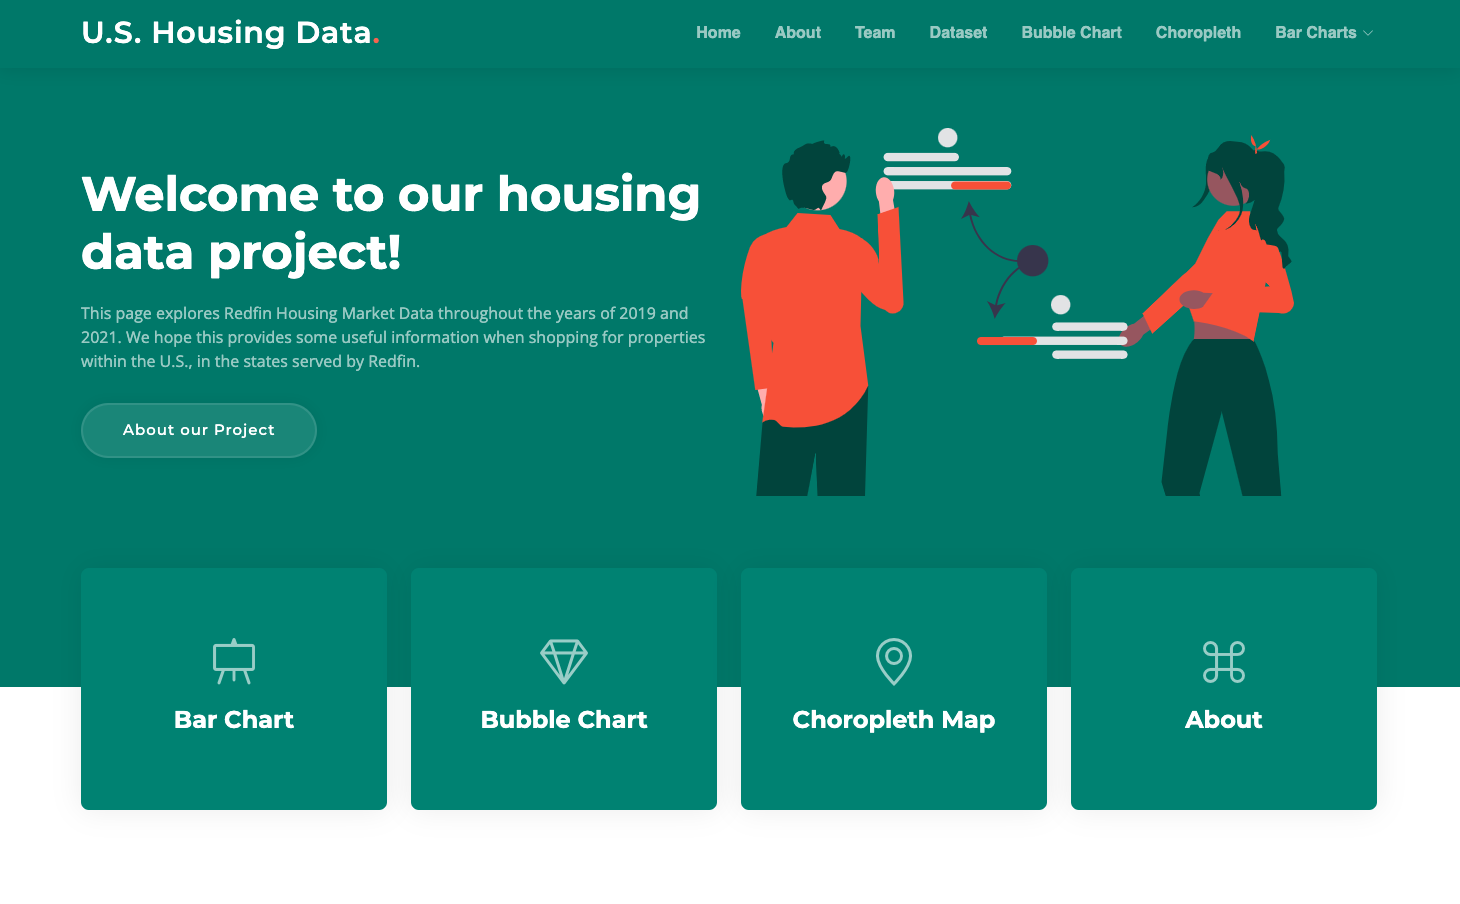 U.S. Housing Data.
Home About Team Dataset Bubble Chart Choropleth Bar Charts
Welcome to our housing
data project!
This page explores Redfin Housing Market Data throughout the years of 2019 and
2021. We hope this provides some useful information when shopping for properties
within the U.S., in the states served by Redfin.
About our Project
Bar Chart
Bubble Chart
Choropleth Map
About